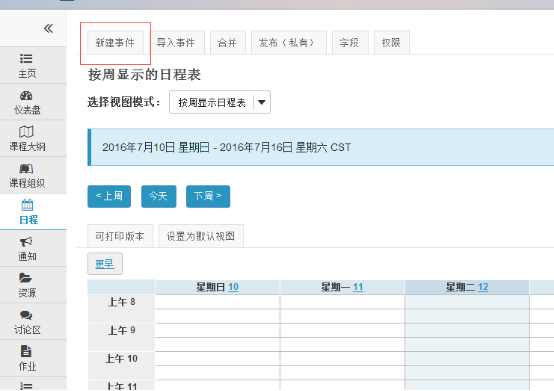 «
主页
仪表盘
课程大纲
课程组织
日程
通知
资源
讨论区
作业
新建事件 导入事件 合并 发布（私有） 字段 权限
按周显示的日程表
选择视图模式： 按周显示日程表
2016年7月10日 星期日 - 2016年7月16日 星期六 CST
< 上周 今天 下周 >
可打印版本 设置为默认视图
更早
星期日 10 星期一 11 星期二 12
上午 8
上午 9
上午 10
上午 11